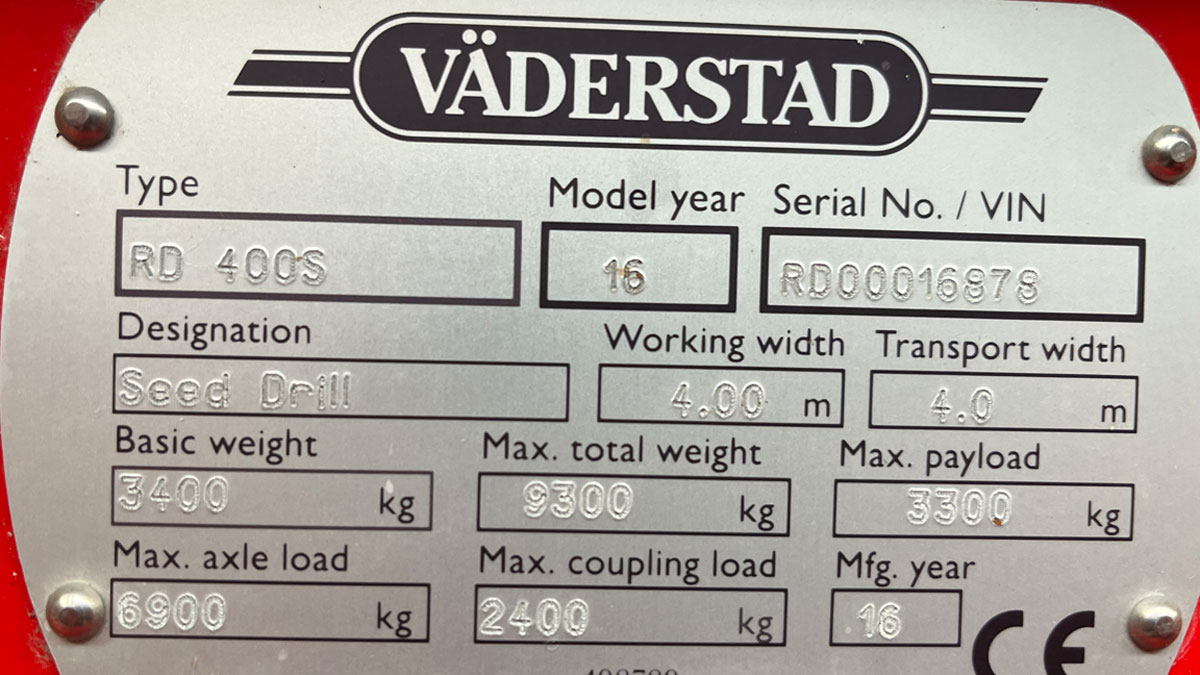 VÄDERSTAD
Type Model year Serial No. / VIN
RD 400S 16 RD00016878
Designation Working width Transport width
Seed Drill 4.00 m 4.0 m
Basic weight Max. total weight Max. payload
3400 kg 9300 kg 3300 kg
Max. axle load Max. coupling load Mfg. year
6900 kg 2400 kg 16
CE